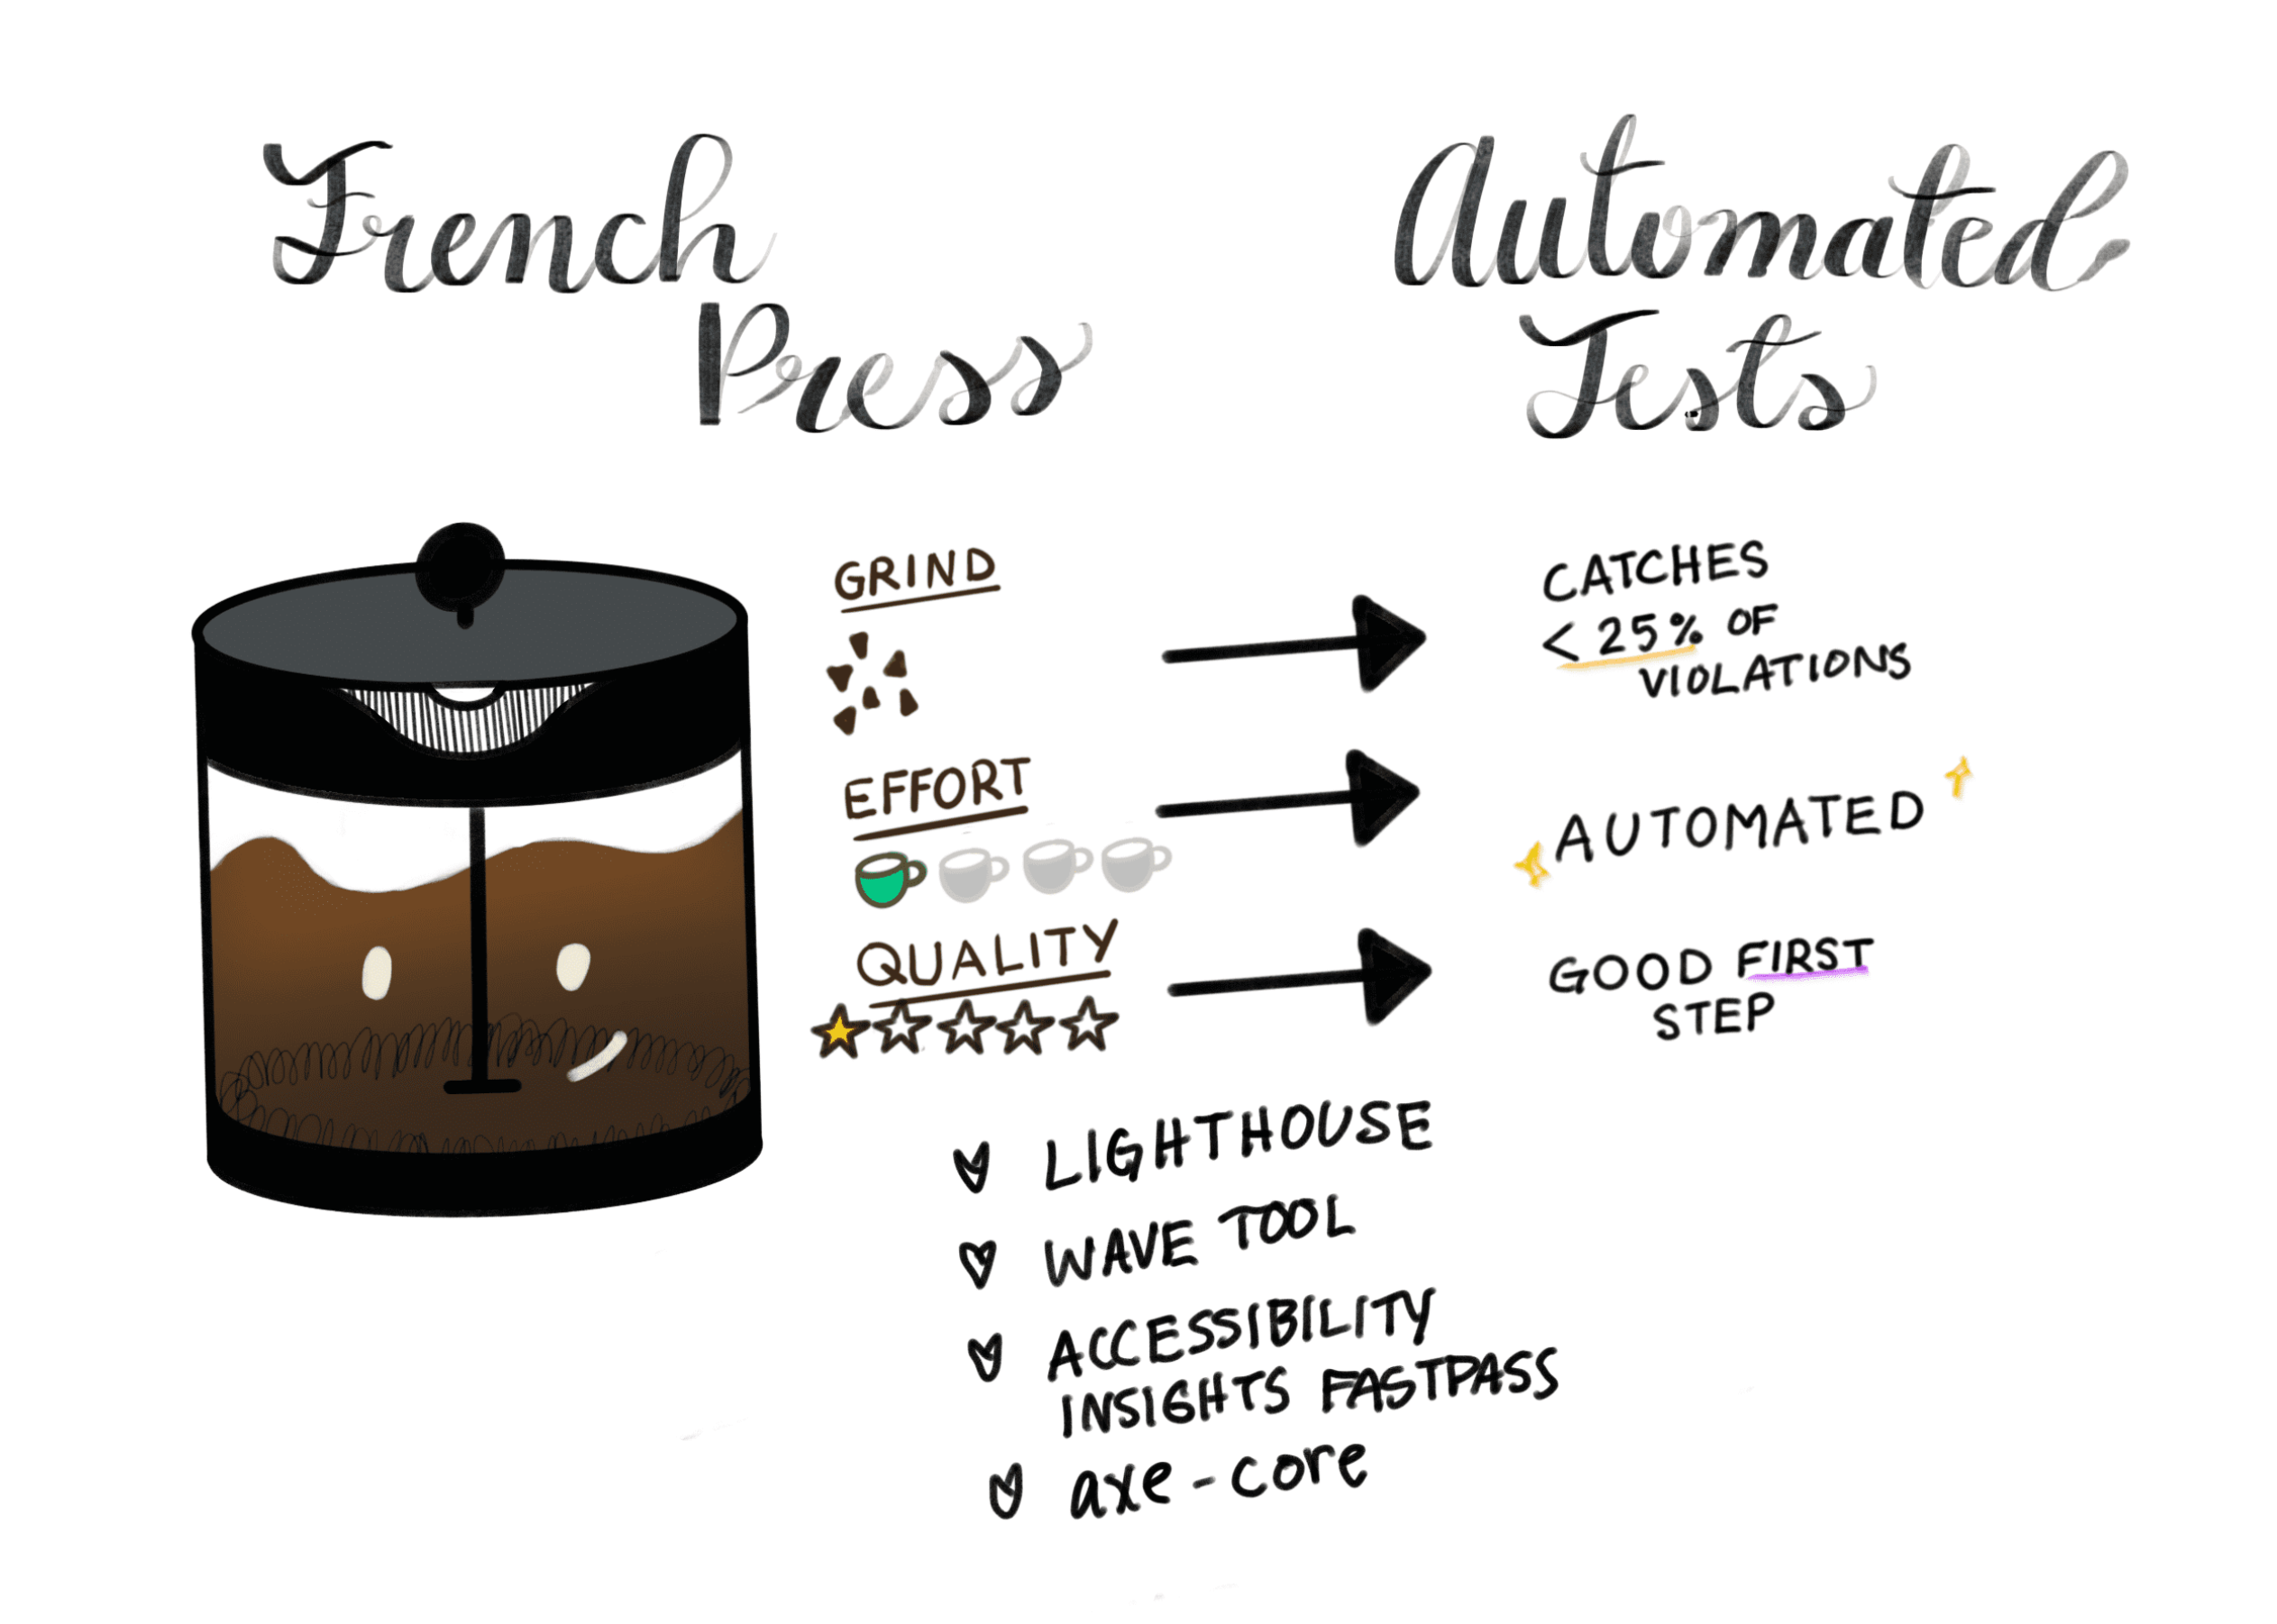 French
Press
Automated
Tests
GRIND
CATCHES
< 25% OF
VIOLATIONS
EFFORT
AUTOMATED
QUALITY
GOOD FIRST
STEP
LIGHTHOUSE
WAVE TOOL
ACCESSIBILITY
INSIGHTS FASTPASS
axe-core